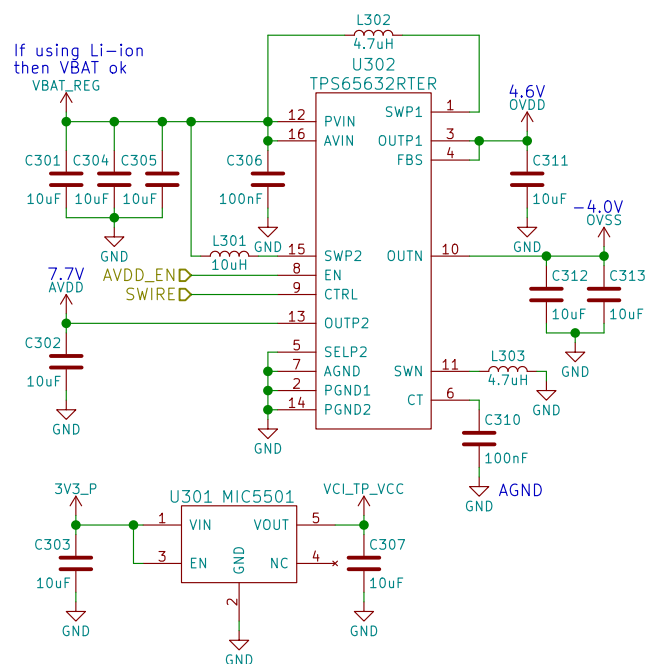 If using Li-ion
then VBAT ok
VBAT_REG
L302
4.7uH
U302
TPS65632RTER
12 PVIN
16 AVIN
SWP1 1
OUTP1 3
FBS 4
4.6V
OVDD
C301
10uF
C304
10uF
C305
10uF
GND
C306
100nF
GND
C311
10uF
GND
-4.0V
OVSS
L301
10uH
15 SWP2
8 EN
9 CTRL
AVDD_EN
SWIRE
OUTN 10
C312
10uF
C313
10uF
GND
7.7V
AVDD
13 OUTP2
C302
10uF
GND
5 SELP2
7 AGND
2 PGND1
14 PGND2
GND
SWN 11
L303
4.7uH
GND
CT 6
C310
100nF
GND
AGND
3V3_P
U301 MIC5501
VCI_TP_VCC
1 VIN
3 EN
VOUT 5
NC 4
GND
2
C303
10uF
GND
C307
10uF
GND
GND